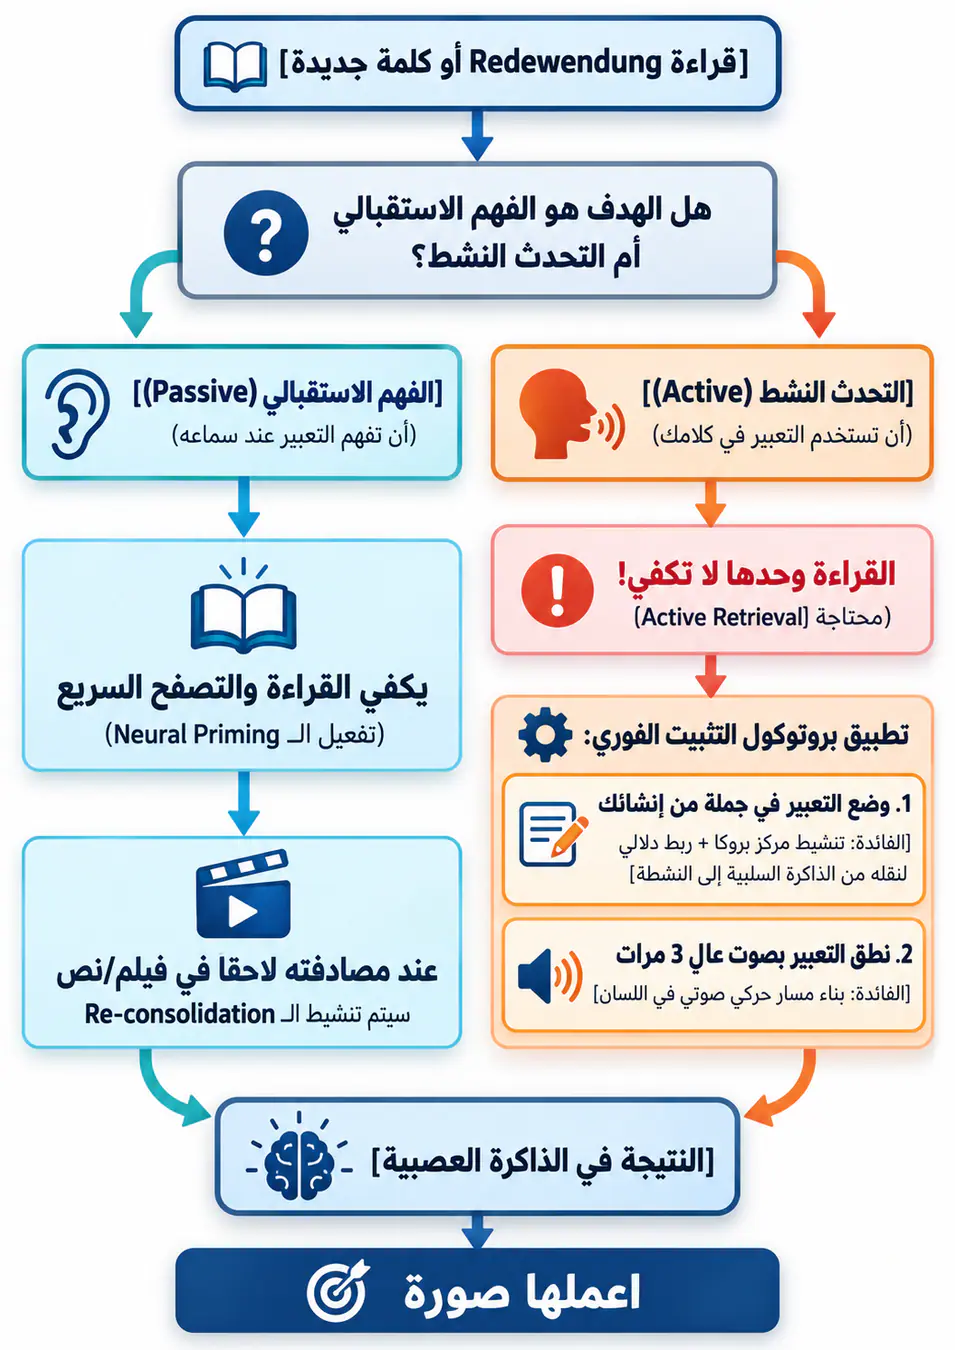 [قراءة Redewendung أو كلمة جديدة]
هل الهدف هو الفهم الاستقبالي
أم التحدث النشط؟
[الفهم الاستقبالي (Passive)]
(أن تفهم التعبير عند سماعه)
[التحدث النشط (Active)]
(أن تستخدم التعبير في كلامك)
يكفي القراءة والتصفح السريع
(تفعيل الـ Neural Priming)
القراءة وحدها لا تكفي!
(محتاجة [Active Retrieval)
عند مصادفته لاحقا في فيلم/نص
سيتم تنشيط الـ Re-consolidation
تطبيق بروتوكول التثبيت الفوري:
1. وضع التعبير في جملة من إنشائك
[الفائدة: تنشيط مركز بروكا + ربط دلالي
لنقله من الذاكرة السلبية إلى النشطة]
2. نطق التعبير بصوت عالٍ 3 مرات
[الفائدة: بناء مسار حركي صوتي في اللسان]
[النتيجة في الذاكرة العصبية]
اعملها صورة